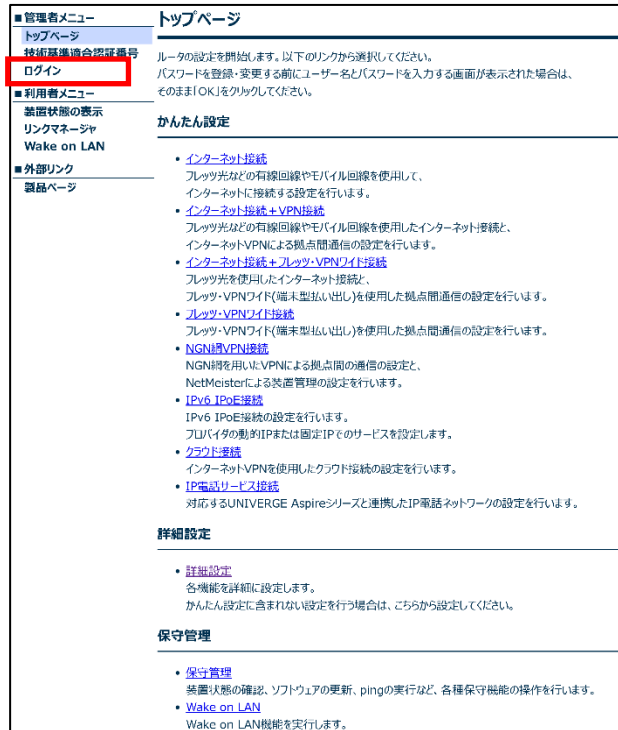 ■管理者メニュー
トップページ
技術基準適合認証番号
ログイン
■利用者メニュー
装置状態の表示
リンクマネージャ
Wake on LAN
■外部リンク
製品ページ
トップページ
ルータの設定を開始します。以下のリンクから選択してください。
パスワードを登録・変更する前にユーザー名とパスワードを入力する画面が表示された場合は、
そのまま「OK」をクリックしてください。
かんたん設定
• インターネット接続
フレッツ光などの有線回線やモバイル回線を使用して、
インターネットに接続する設定を行います。
• インターネット接続+VPN接続
フレッツ光などの有線回線やモバイル回線を使用したインターネット接続と、
インターネットVPNによる拠点間通信の設定を行います。
• インターネット接続+フレッツ・VPNワイド接続
フレッツ光を使用したインターネット接続と、
フレッツ・VPNワイド(端末型払い出し)を使用した拠点間通信の設定を行います。
• フレッツ・VPNワイド接続
フレッツ・VPNワイド(端末型払い出し)を使用した拠点間通信の設定を行います。
• NGN網VPN接続
NGN網を用いたVPNによる拠点間の通信の設定と、
NetMeisterによる装置管理の設定を行います。
• IPv6 IPoE接続
IPv6 IPoE接続の設定を行います。
プロバイダの動的IPまたは固定IPでのサービスを設定します。
• クラウド接続
インターネットVPNを使用したクラウド接続の設定を行います。
• IP電話サービス接続
対応するUNIVERGE Aspireシリーズと連携したIP電話ネットワークの設定を行います。
詳細設定
• 詳細設定
各機能を詳細に設定します。
かんたん設定に含まれない設定を行う場合は、こちらから設定してください。
保守管理
• 保守管理
装置状態の確認、ソフトウェアの更新、pingの実行など、各種保守機能の操作を行います。
• Wake on LAN
Wake on LAN機能を実行します。